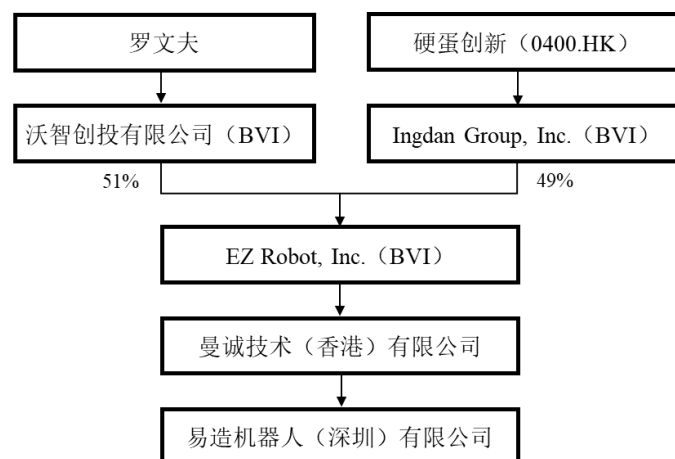 罗文夫
硬蛋创新（0400.HK）
沃智创投有限公司（BVI）
Ingdan Group, Inc.（BVI）
51%
49%
EZ Robot, Inc.（BVI）
曼诚技术（香港）有限公司
易造机器人（深圳）有限公司